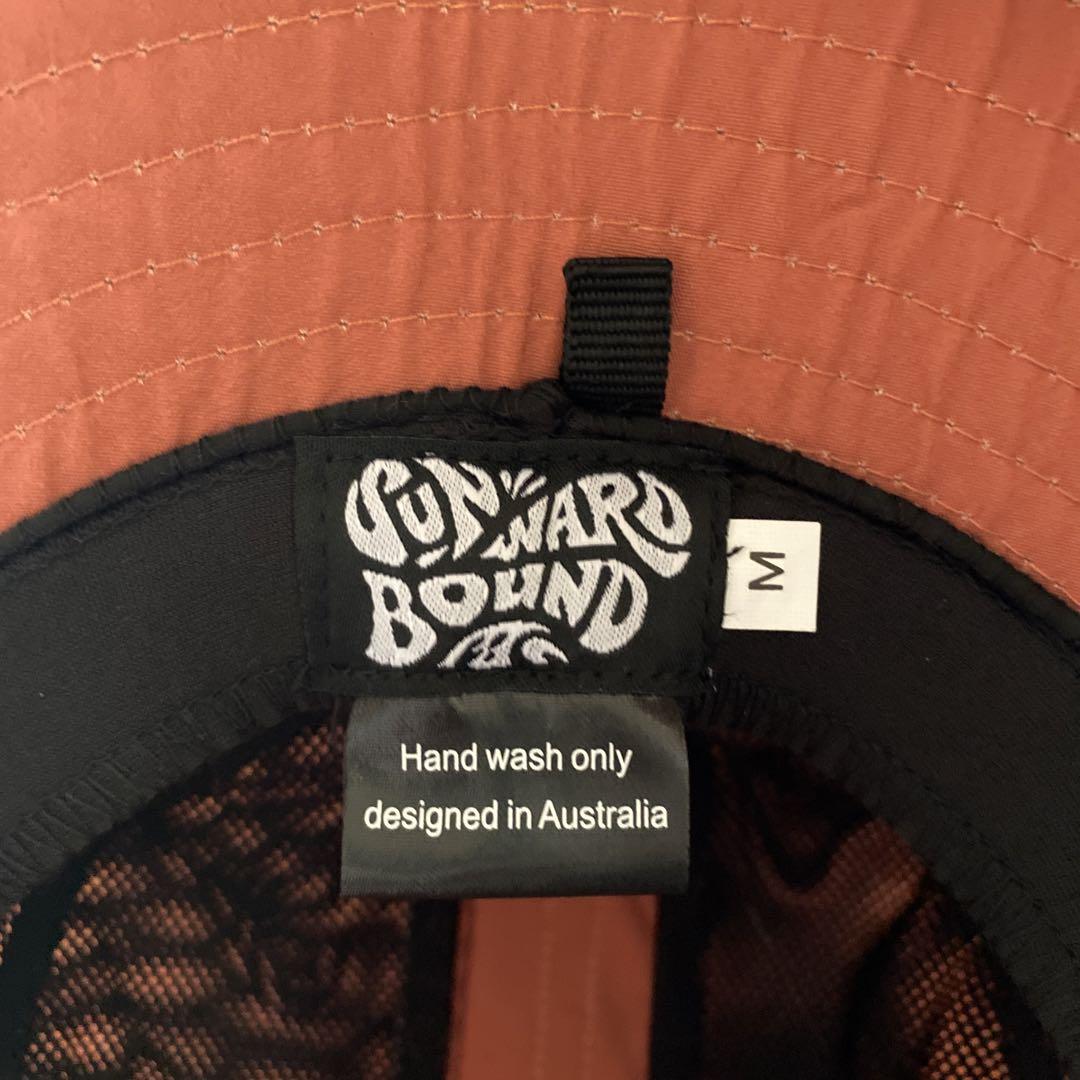 SUNWARD
BOUND
M
Hand wash only
designed in Australia